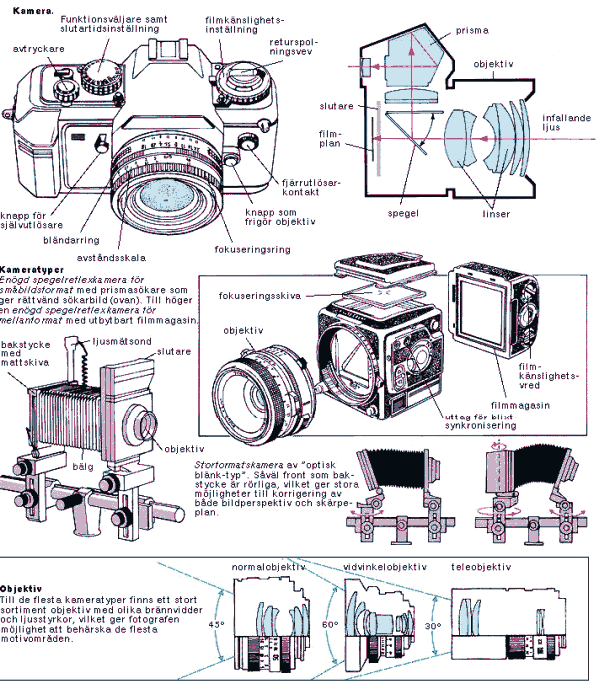 Kamera.
Funktionsväljare samt
slutartidsinställning
filmkänslighets-
inställning
avtryckare
returspol-
ningsvev
prisma
objektiv
slutare
infallande
ljus
film-
plan
spegel
linser
fjärrutlösar-
kontakt
knapp för
självutlösare
knapp som
frigör objektiv
bländarring
avståndsskala
fokuseringsring
Kameratyper
Enögd spegelreflexkamera för
småbildsformat med prismasökare som
ger rättvänd sökarbild (ovan). Till höger
en enögd spegelreflexkamera för
mellanformat med utbytbart filmmagasin.
fokuseringsskiva
objektiv
film-
känslighets-
vred
filmmagasin
uttag för blixt-
synkronisering
bakstycke
med
mattskiva
ljusmätsond
slutare
objektiv
bälg
Stortormatskamera av "optisk
blänk-typ". Såväl front som bak-
stycke är rörliga, vilket ger stora
möjligheter till korrigering av
både bildperspektiv och skärpe-
plan.
Objektiv
Till de flesta kameratyper finns ett stort
sortiment objektiv med olika brännvidder
och ljusstyrkor, vilket ger fotografen
möjlighet att behärska de flesta
motivområden.
normalobjektiv
vidvinkelobjektiv
teleobjektiv
45°
60°
30°